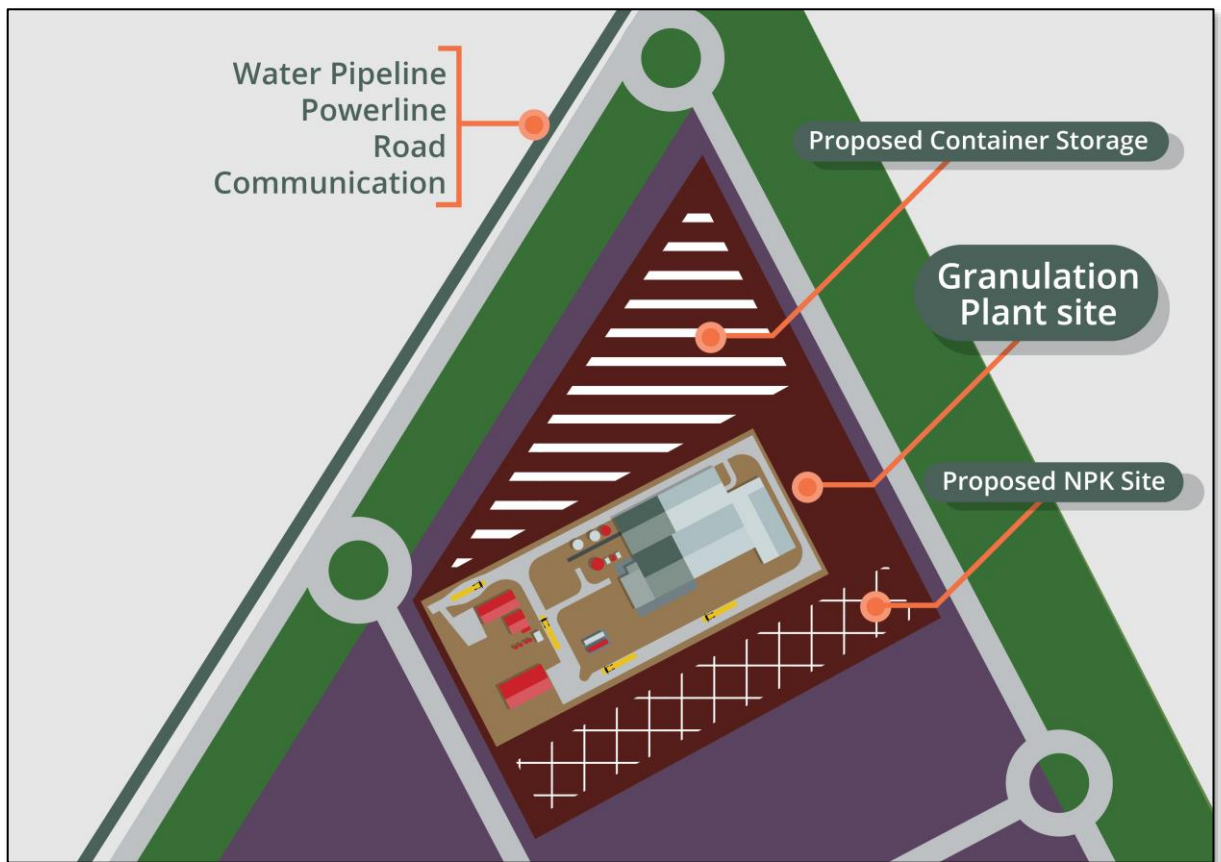 Water Pipeline
Powerline
Road
Communication
Proposed Container Storage
Granulation
Plant site
Proposed NPK Site